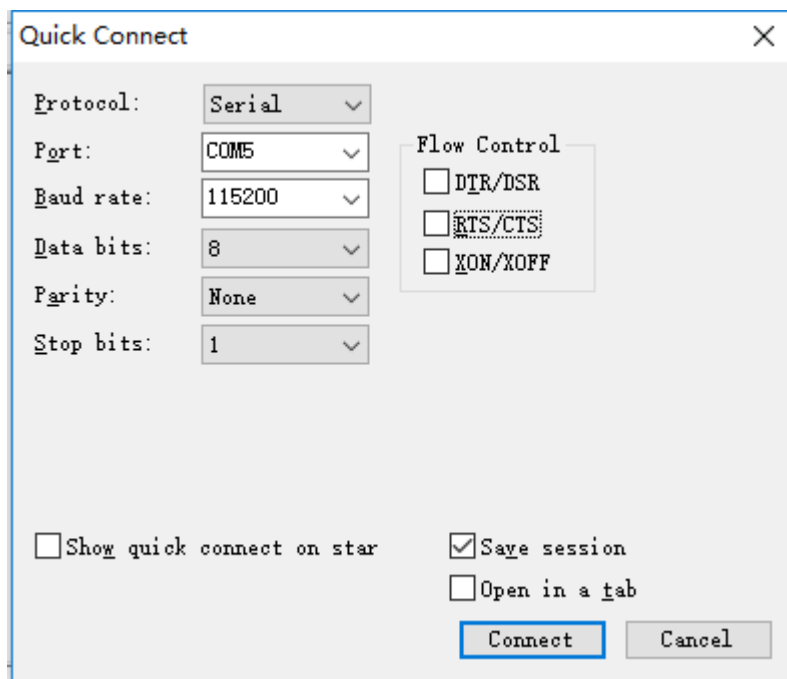 Quick Connect
Protocol: Serial
Port: COM5
Baud rate: 115200
Data bits: 8
Parity: None
Stop bits: 1
Flow Control
DTR/DSR
RTS/CTS
XON/XOFF
Show quick connect on star
Save session
Open in a tab
Connect Cancel